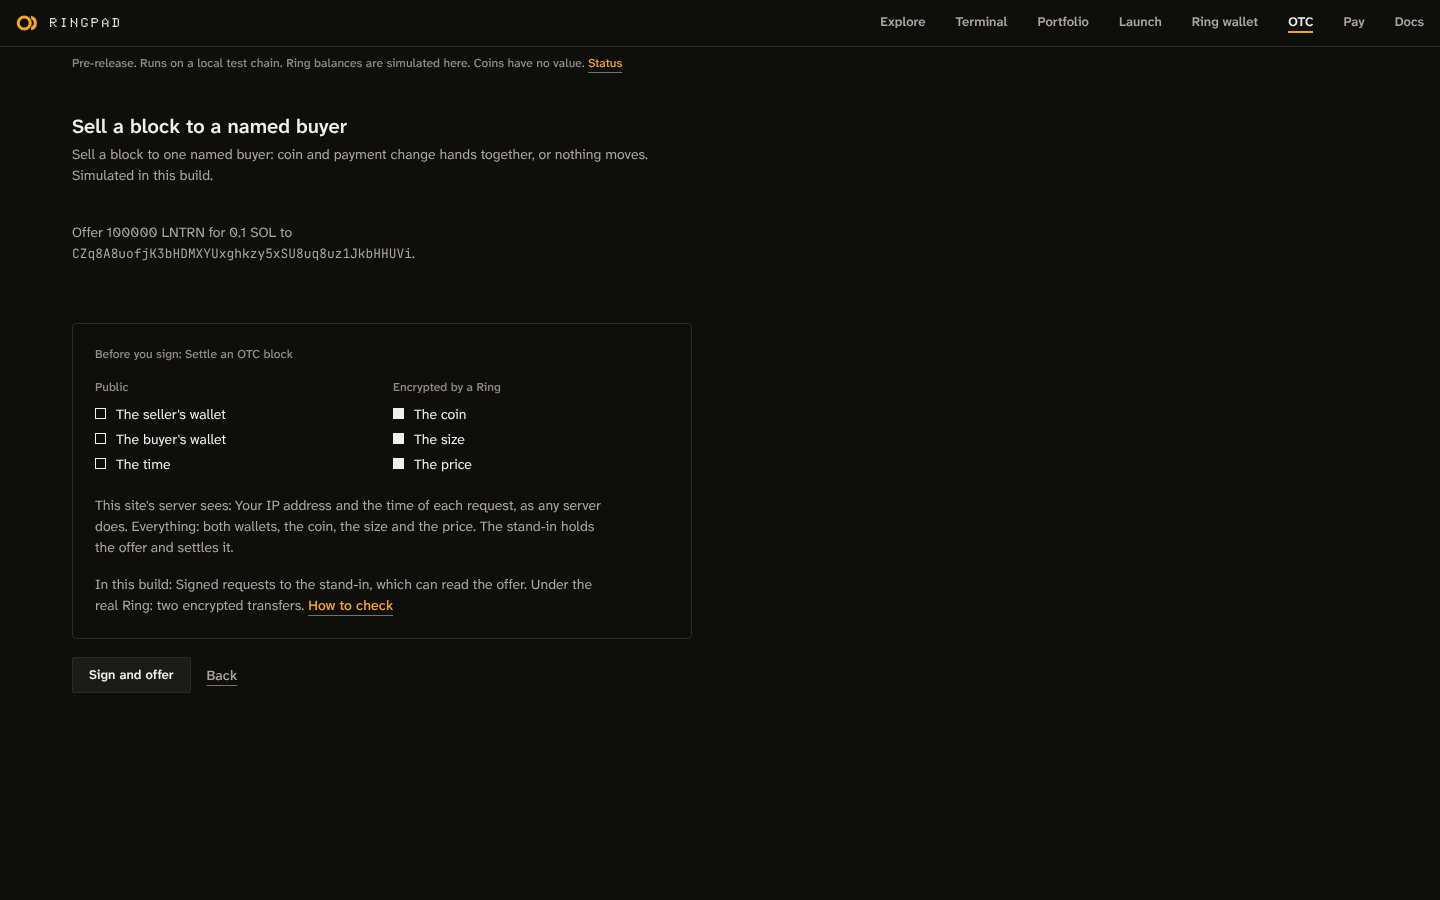 RINGPAD
Explore
Terminal
Portfolio
Launch
Ring wallet
OTC
Pay
Docs
Pre-release. Runs on a local test chain. Ring balances are simulated here. Coins have no value. Status
Sell a block to a named buyer
Sell a block to one named buyer: coin and payment change hands together, or nothing moves.
Simulated in this build.
Offer 100000 LNTRN for 0.1 SOL to
CZq8A8uofjK3bHDMXYUxghkzy5xSU8uq8uz1JkbHHUVi.
Before you sign: Settle an OTC block
Public
The seller's wallet
The buyer's wallet
The time
Encrypted by a Ring
The coin
The size
The price
This site's server sees: Your IP address and the time of each request, as any server
does. Everything: both wallets, the coin, the size and the price. The stand-in holds
the offer and settles it.
In this build: Signed requests to the stand-in, which can read the offer. Under the
real Ring: two encrypted transfers. How to check
Sign and offer
Back